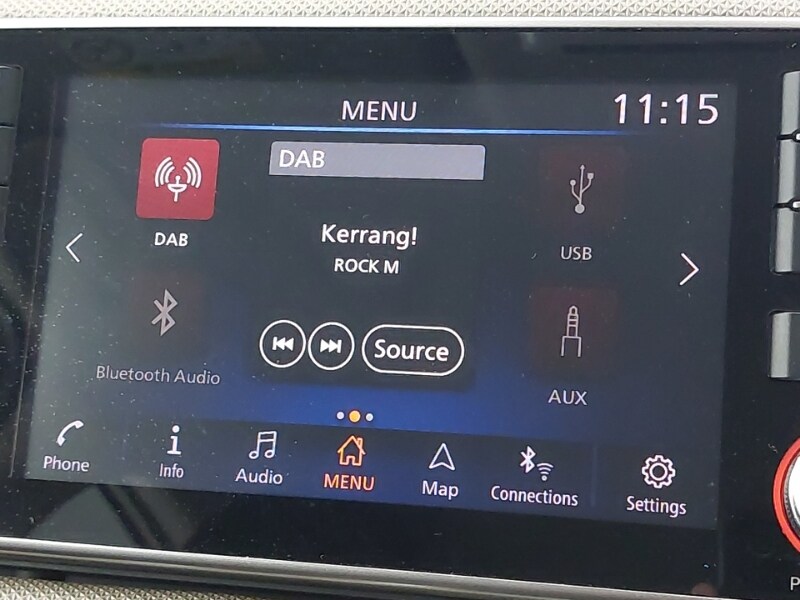 MENU
11:15
DAB
DAB
Kerrang!
ROCK M
USB
Bluetooth Audio
Source
AUX
Phone
Info
Audio
MENU
Map
Connections
Settings
P